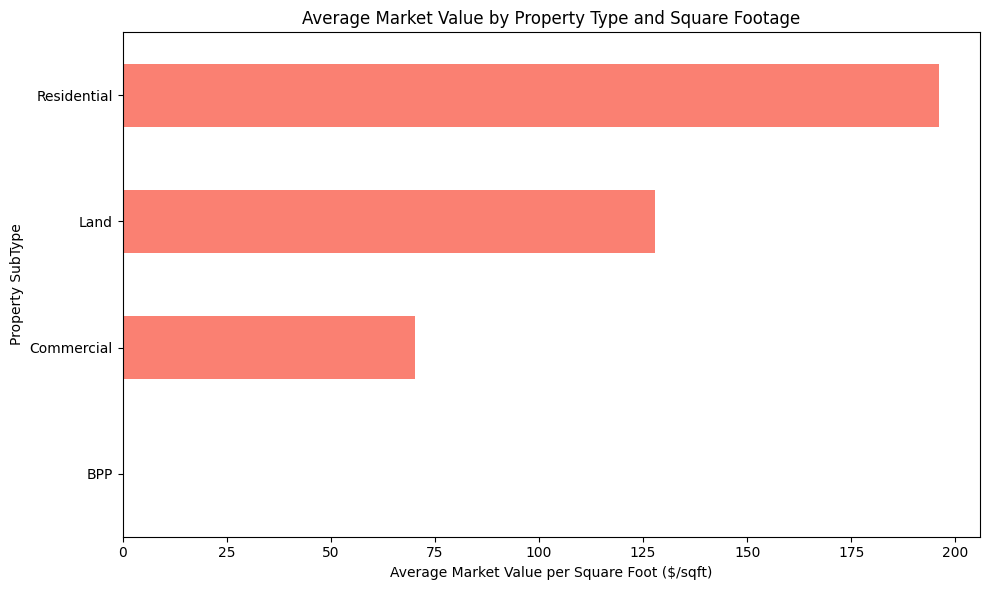 Average Market Value by Property Type and Square Footage
Property SubType
Residential
Land
Commercial
BPP
0 25 50 75 100 125 150 175 200
Average Market Value per Square Foot ($/sqft)